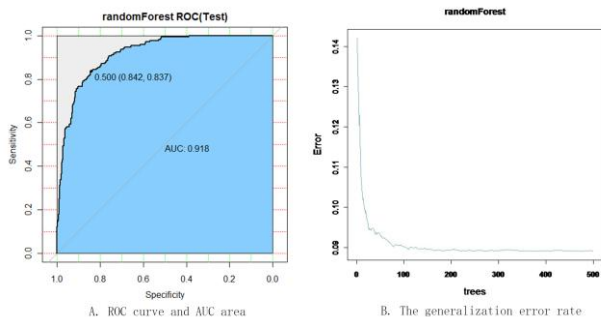 randomForest ROC(Test)
Sensitivity
1.0
0.8
0.6
0.4
0.2
0.0
0.500 (0.842, 0.837)
AUC: 0.918
1.0 0.8 0.6 0.4 0.2 0.0
Specificity
A. ROC curve and AUC area
randomForest
Error
0.14
0.13
0.12
0.11
0.10
0.09
0 100 200 300 400 500
trees
B. The generalization error rate